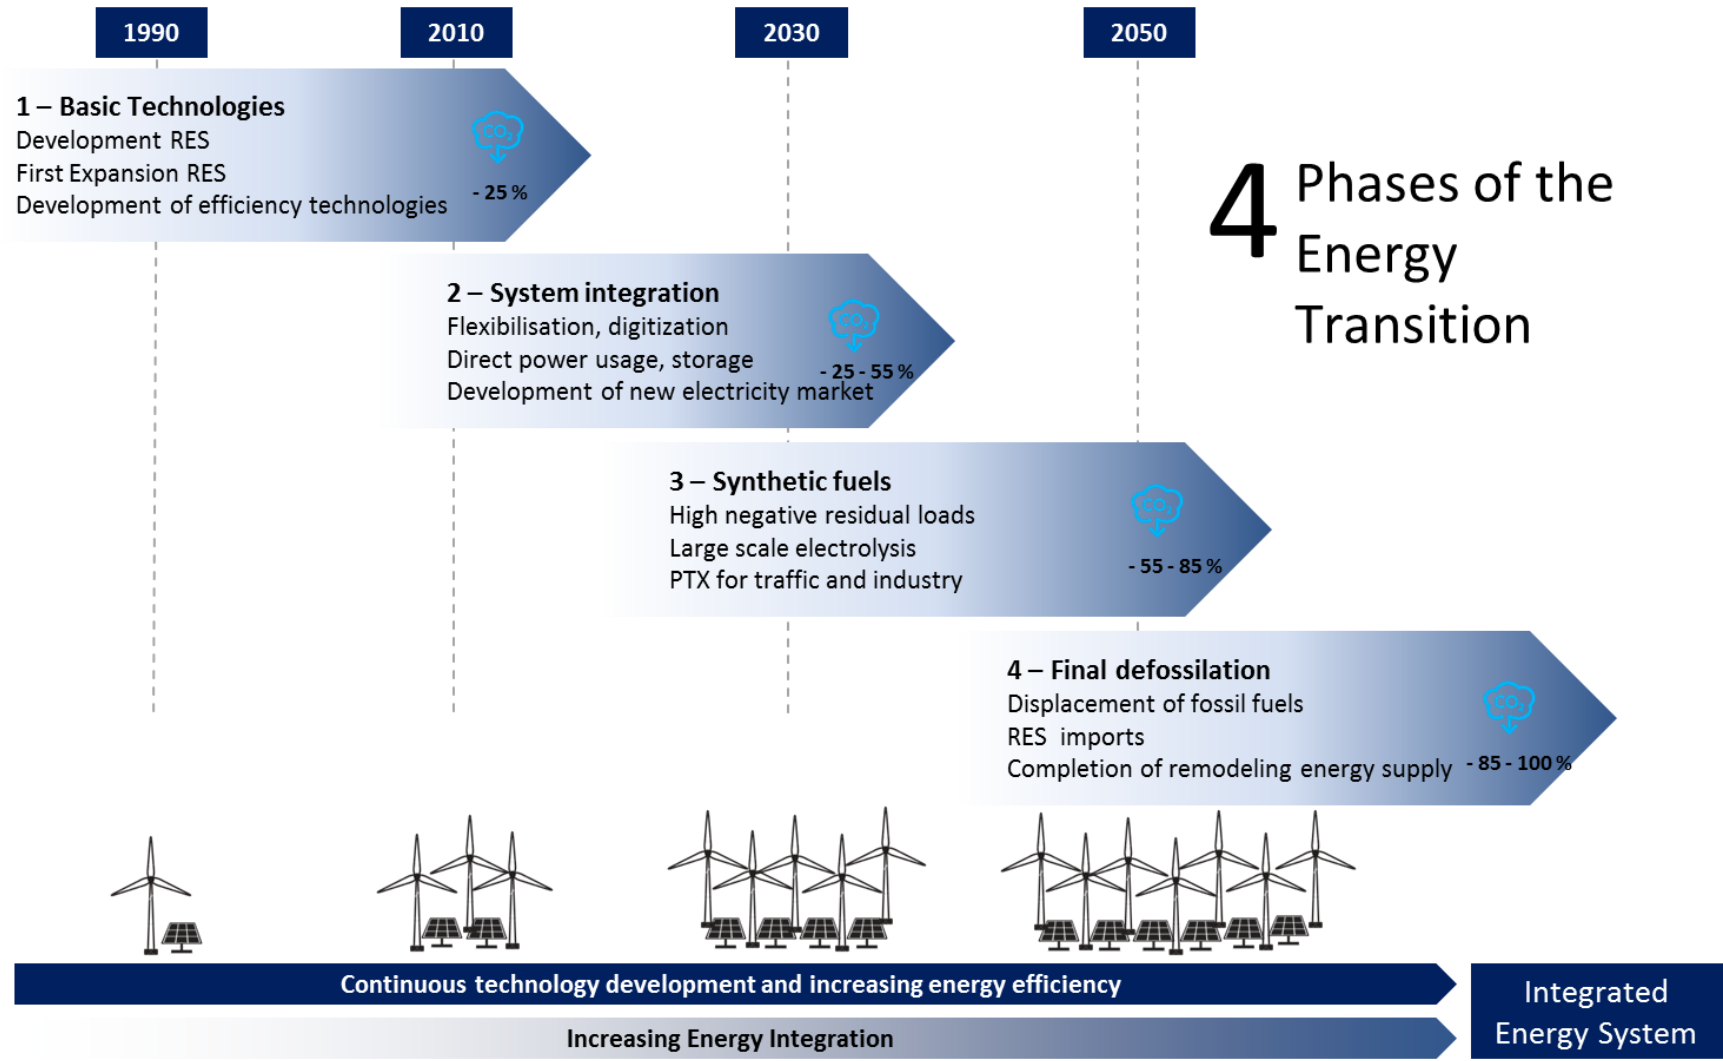 1990
2010
2030
2050
1 – Basic Technologies
Development RES
First Expansion RES
Development of efficiency technologies
CO₂
- 25 %
4 Phases of the
Energy
Transition
2 – System integration
Flexibilisation, digitization
Direct power usage, storage
Development of new electricity market
CO₂
- 25 - 55 %
3 – Synthetic fuels
High negative residual loads
Large scale electrolysis
PTX for traffic and industry
CO₂
- 55 - 85 %
4 – Final defossilation
Displacement of fossil fuels
RES imports
Completion of remodeling energy supply
CO₂
- 85 - 100 %
Continuous technology development and increasing energy efficiency
Increasing Energy Integration
Integrated
Energy System